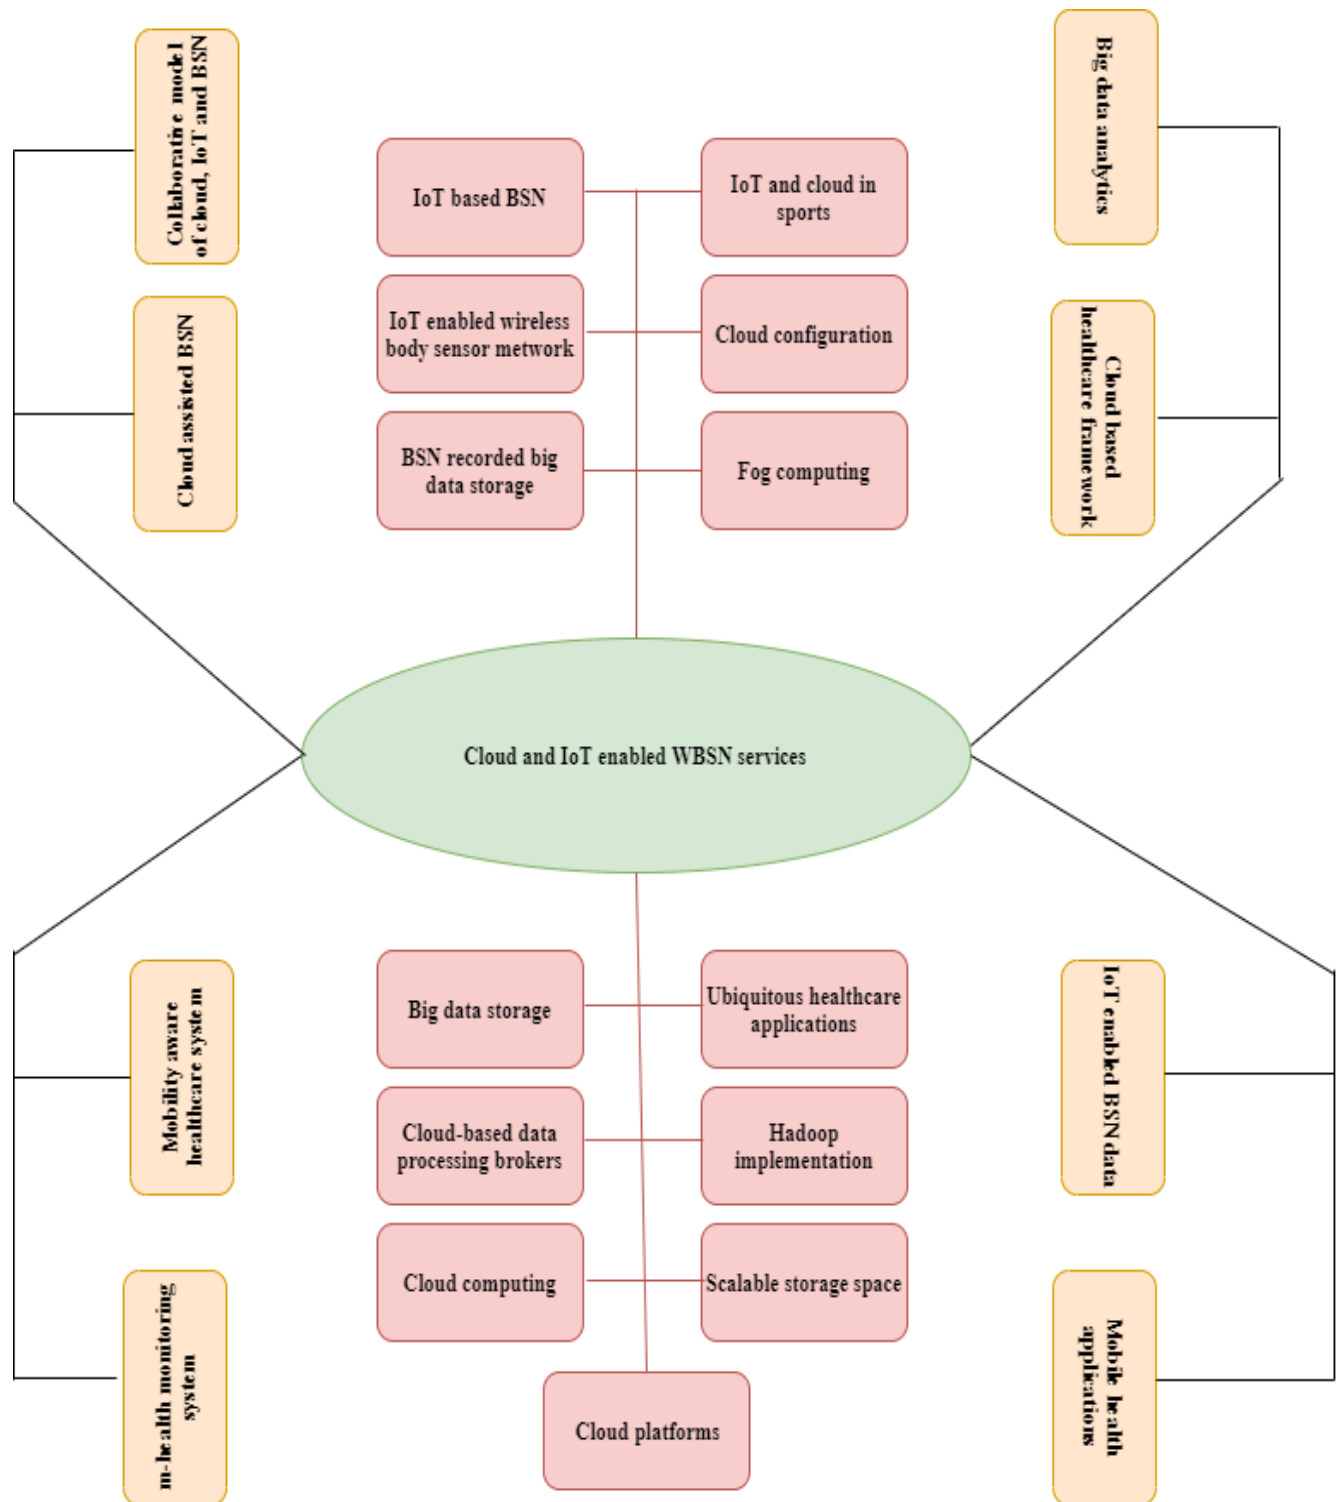 Collaborative model
of cloud, IoT and BSN
Cloud assisted BSN
IoT based BSN
IoT and cloud in
sports
IoT enabled wireless
body sensor metwork
Cloud configuration
BSN recorded big
data storage
Fog computing
Big data analytics
Cloud based
healthcare framework
Cloud and IoT enabled WBSN services
Mobility aware
healthcare system
m-health monitoring
system
Big data storage
Ubiquitous healthcare
applications
Cloud-based data
processing brokers
Hadoop
implementation
Cloud computing
Scalable storage space
Cloud platforms
IoT enabled BSN data
Mobile health
applications